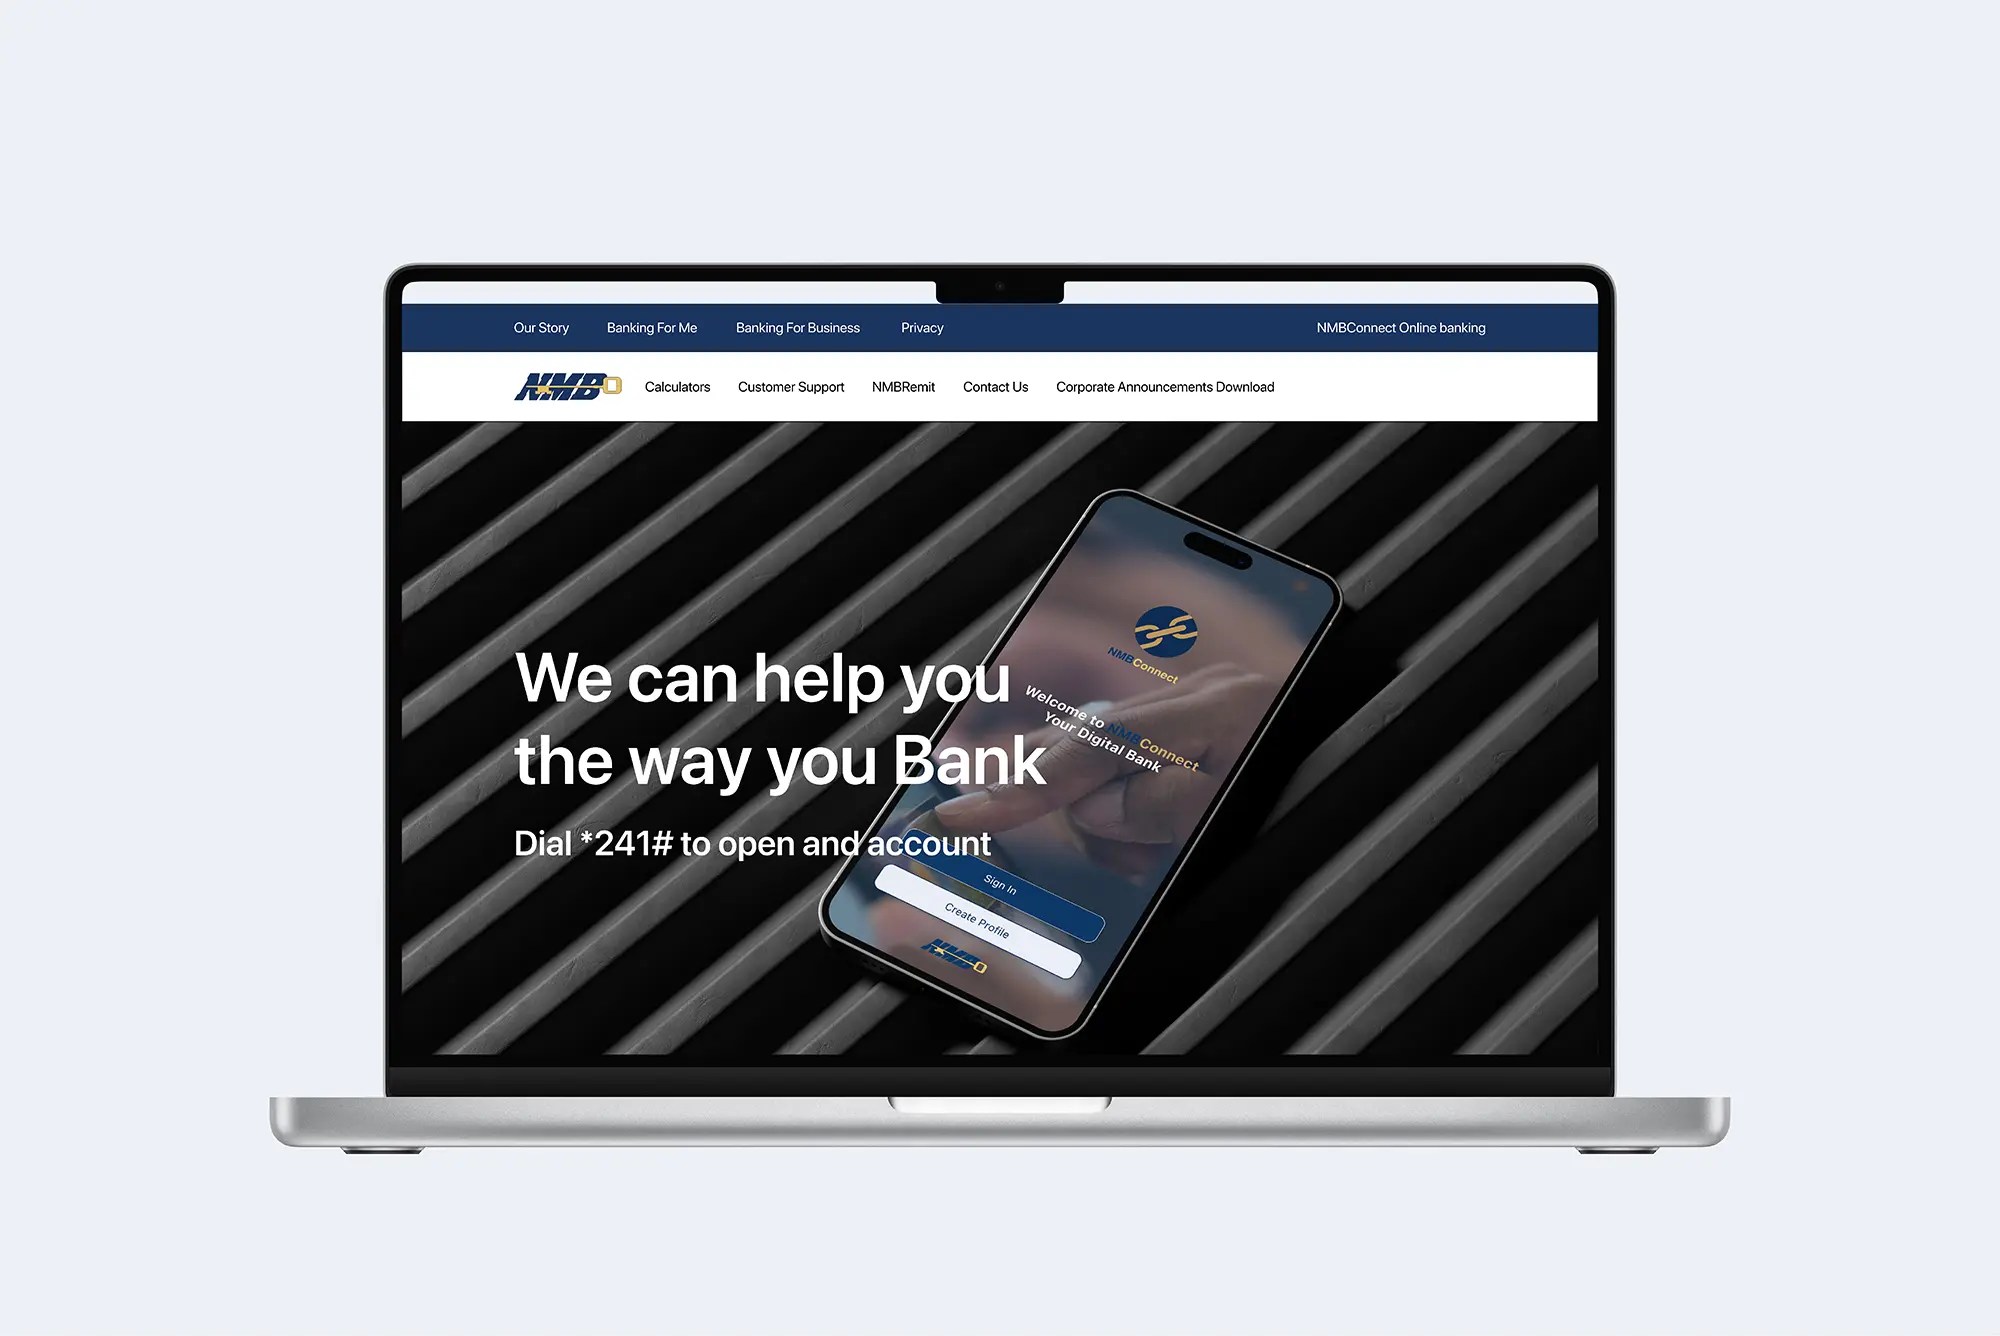 Our Story Banking For Me Banking For Business Privacy NMBConnect Online banking
NMB Calculators Customer Support NMBRemit Contact Us Corporate Announcements Download
We can help you
the way you Bank
Dial *241# to open and account
NMBConnect
Welcome to NMBConnect
Your Digital Bank
Sign In
Create Profile
NMB